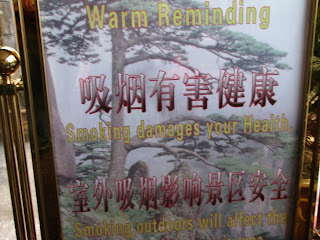 Warm Reminding
吸烟有害健康
Smoking damages your Health
室外吸烟影响景区安全
Smoking outdoors will affect the